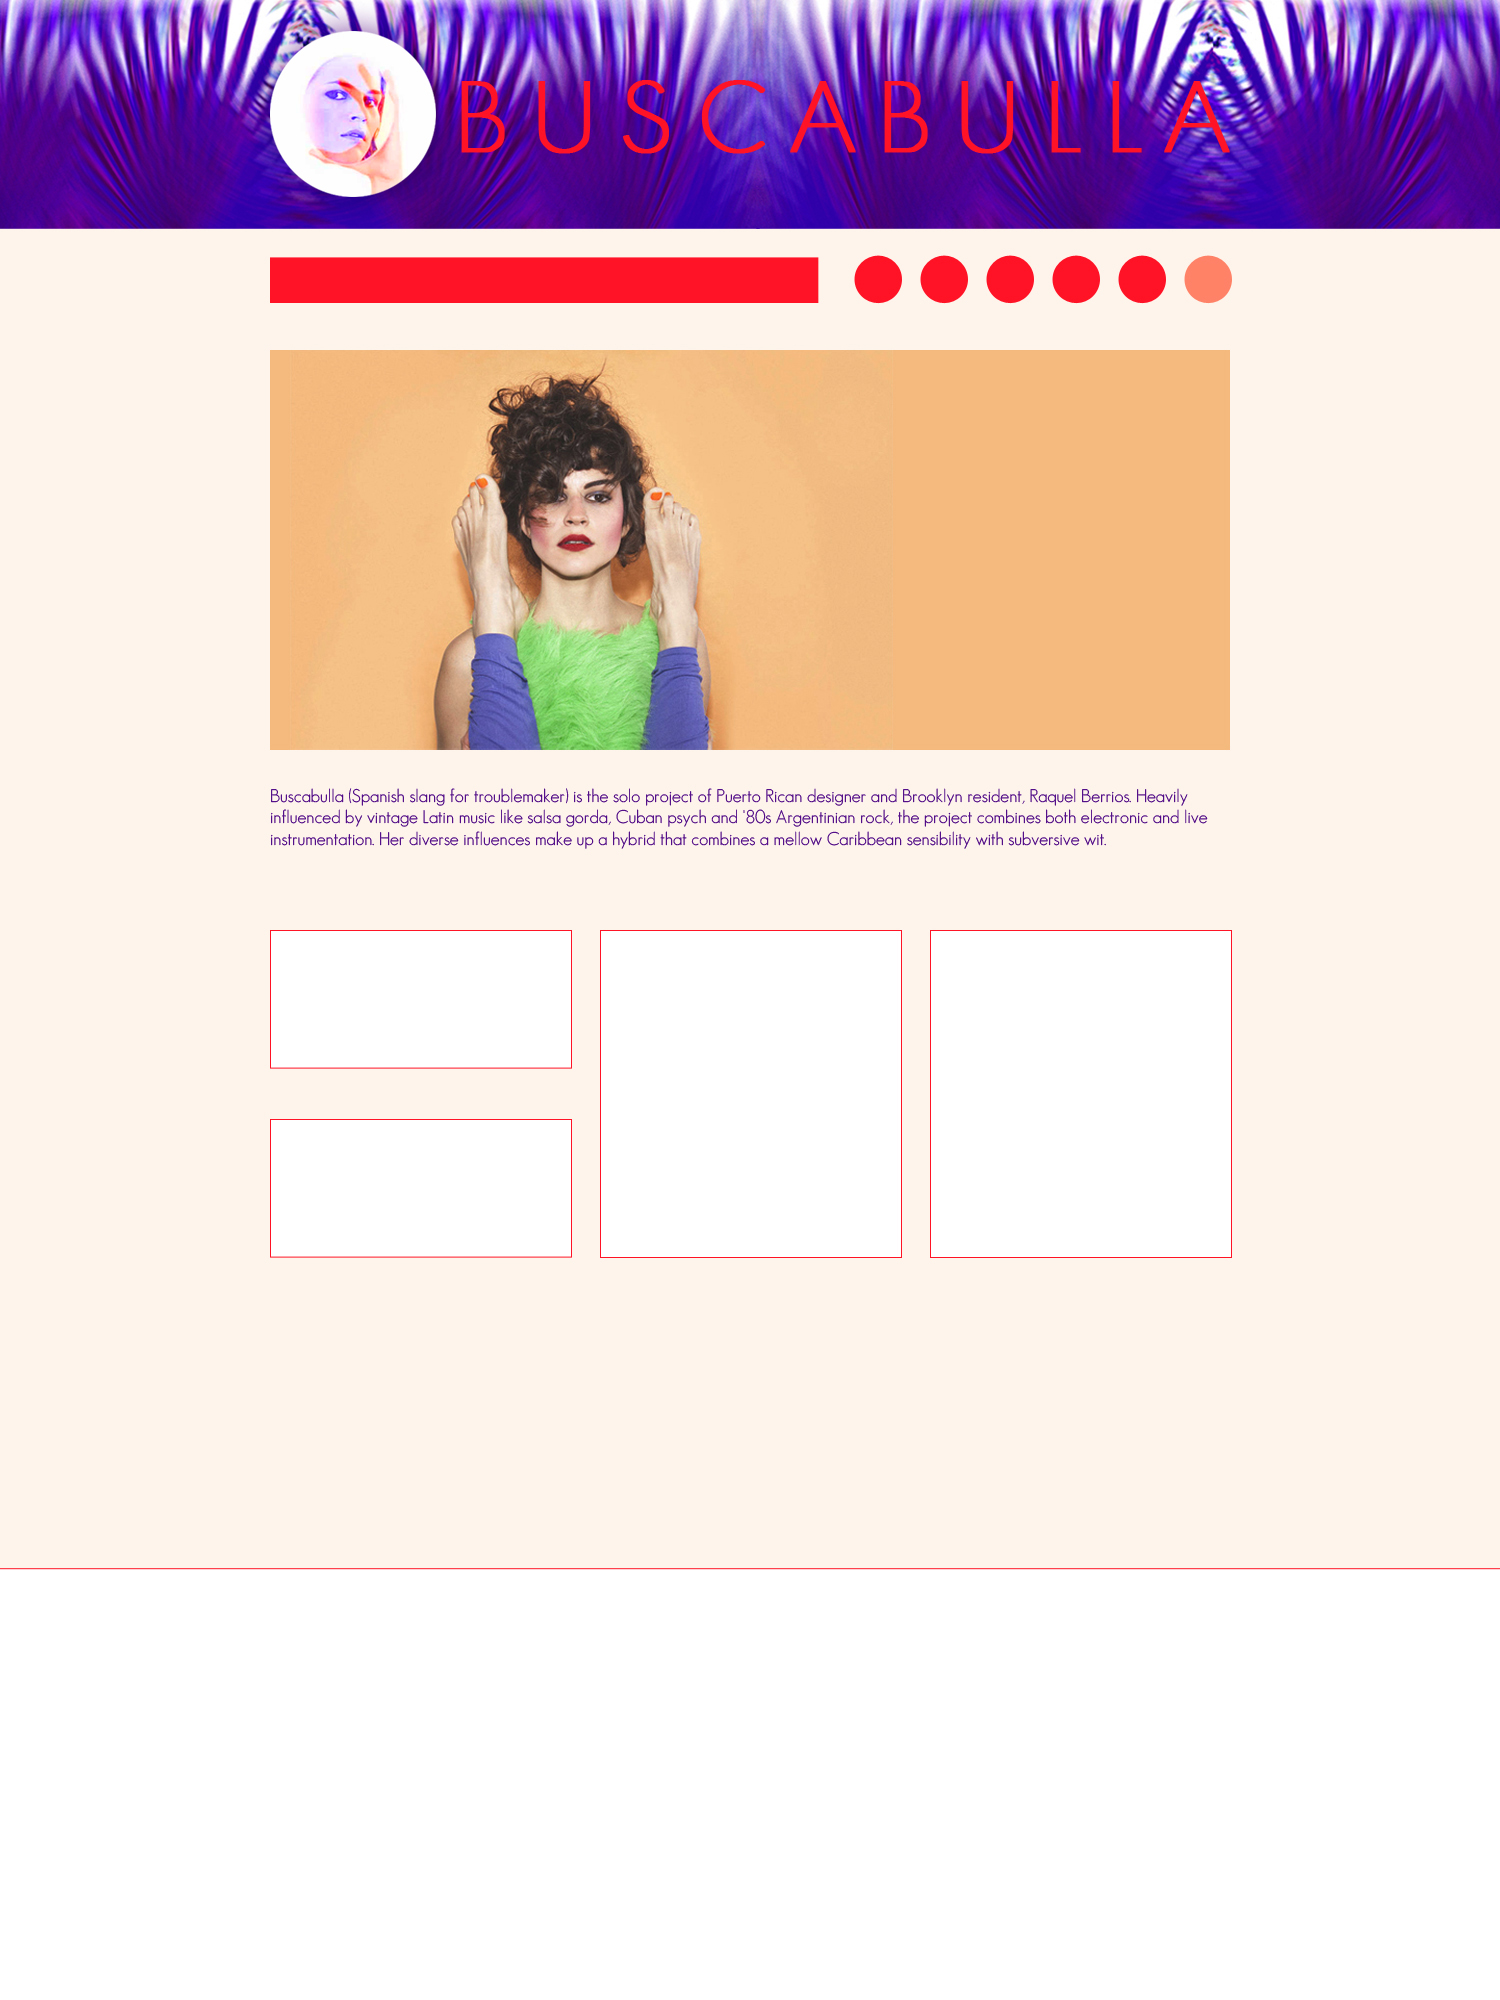 BUSCABULLA
Buscabulla (Spanish slang for troublemaker) is the solo project of Puerto Rican designer and Brooklyn resident, Raquel Berrios. Heavily
influenced by vintage Latin music like salsa gorda, Cuban psych and '80s Argentinian rock, the project combines both electronic and live
instrumentation. Her diverse influences make up a hybrid that combines a mellow Caribbean sensibility with subversive wit.